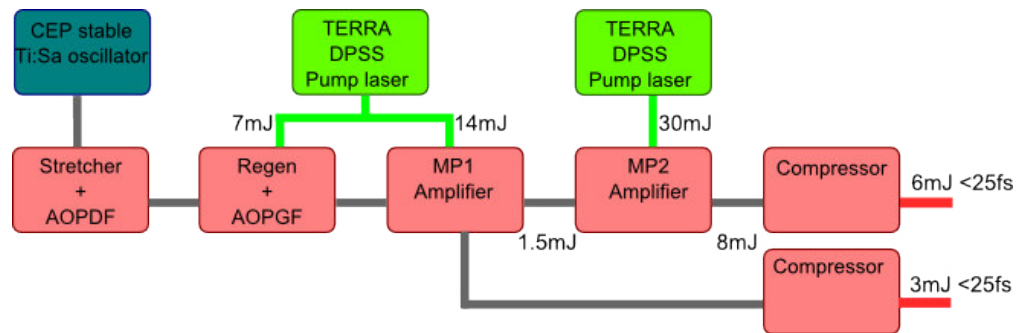 CEP stable
Ti:Sa oscillator
TERRA
DPSS
Pump laser
TERRA
DPSS
Pump laser
7mJ
14mJ
30mJ
Stretcher
+
AOPDF
Regen
+
AOPGF
MP1
Amplifier
MP2
Amplifier
Compressor
6mJ <25fs
1.5mJ
8mJ
Compressor
3mJ <25fs